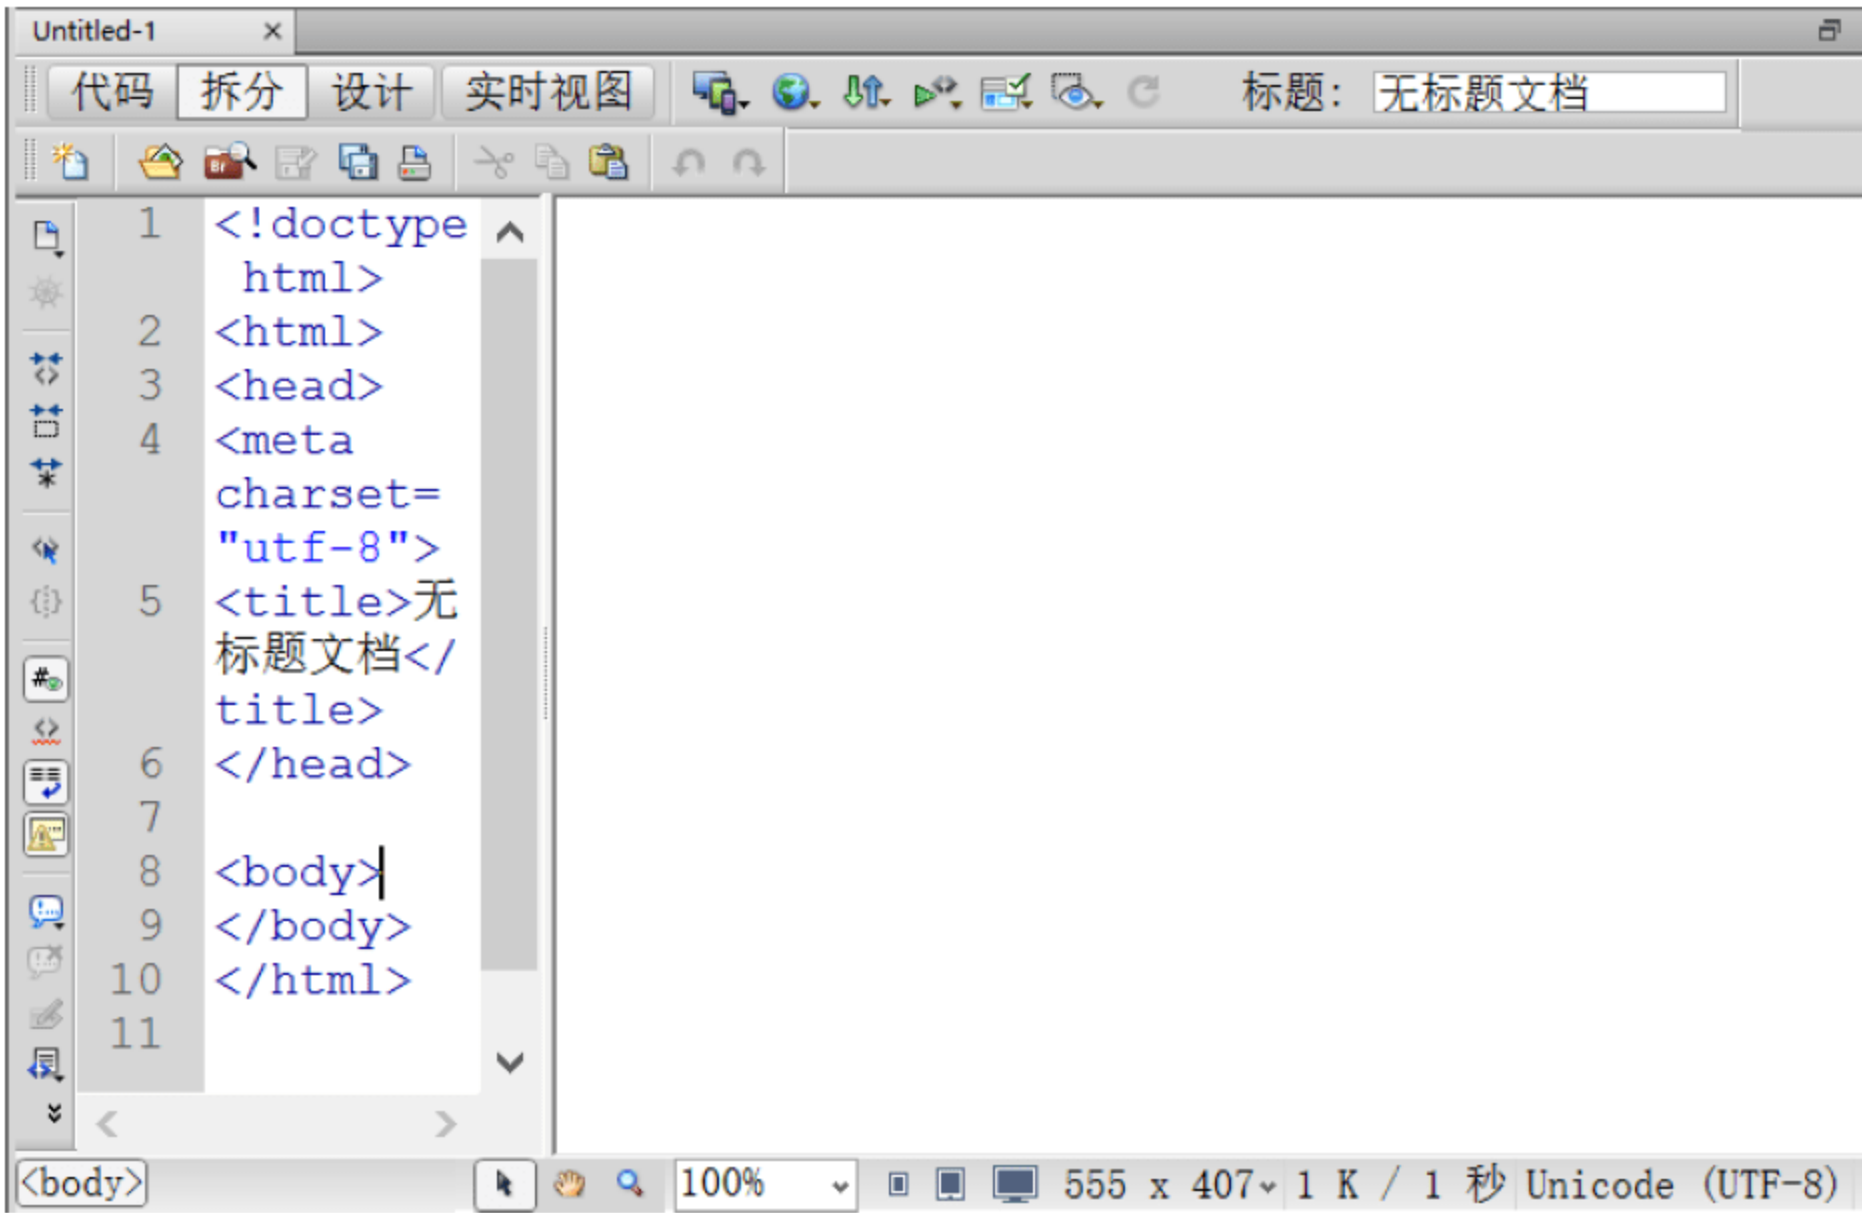 Untitled-1
代码 拆分 设计 实时视图 标题: 无标题文档
Br
1 <!doctype
html>
2 <html>
3 <head>
4 <meta
charset=
"utf-8">
5 <title>无
标题文档</
title>
6 </head>
7
8 <body>
9 </body>
10 </html>
11
<body> 100% 555 x 407 1 K / 1 秒 Unicode (UTF-8)